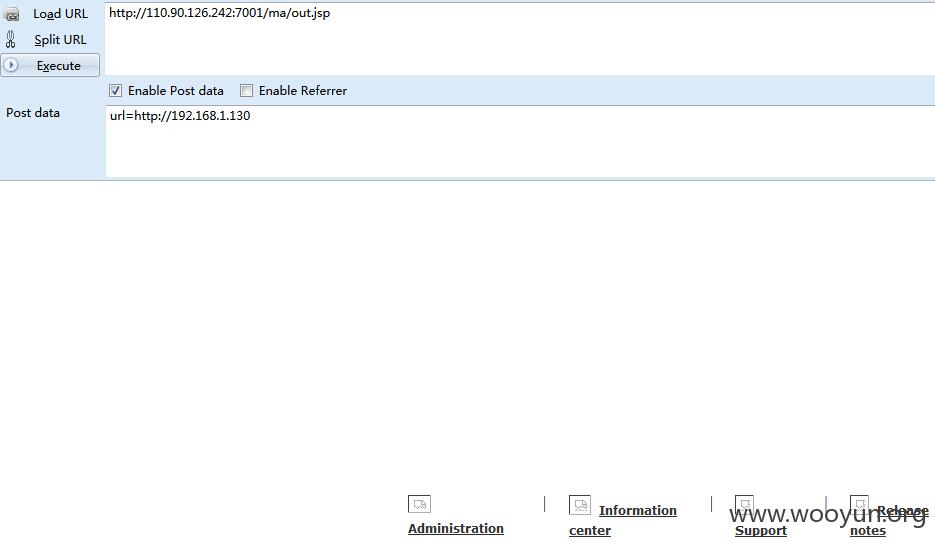 Load URL
http://110.90.126.242:7001/ma/out.jsp
Split URL
Execute
Enable Post data
Enable Referrer
Post data
url=http://192.168.1.130
Administration
Information
center
Support
Release
notes
www.wooyun.org